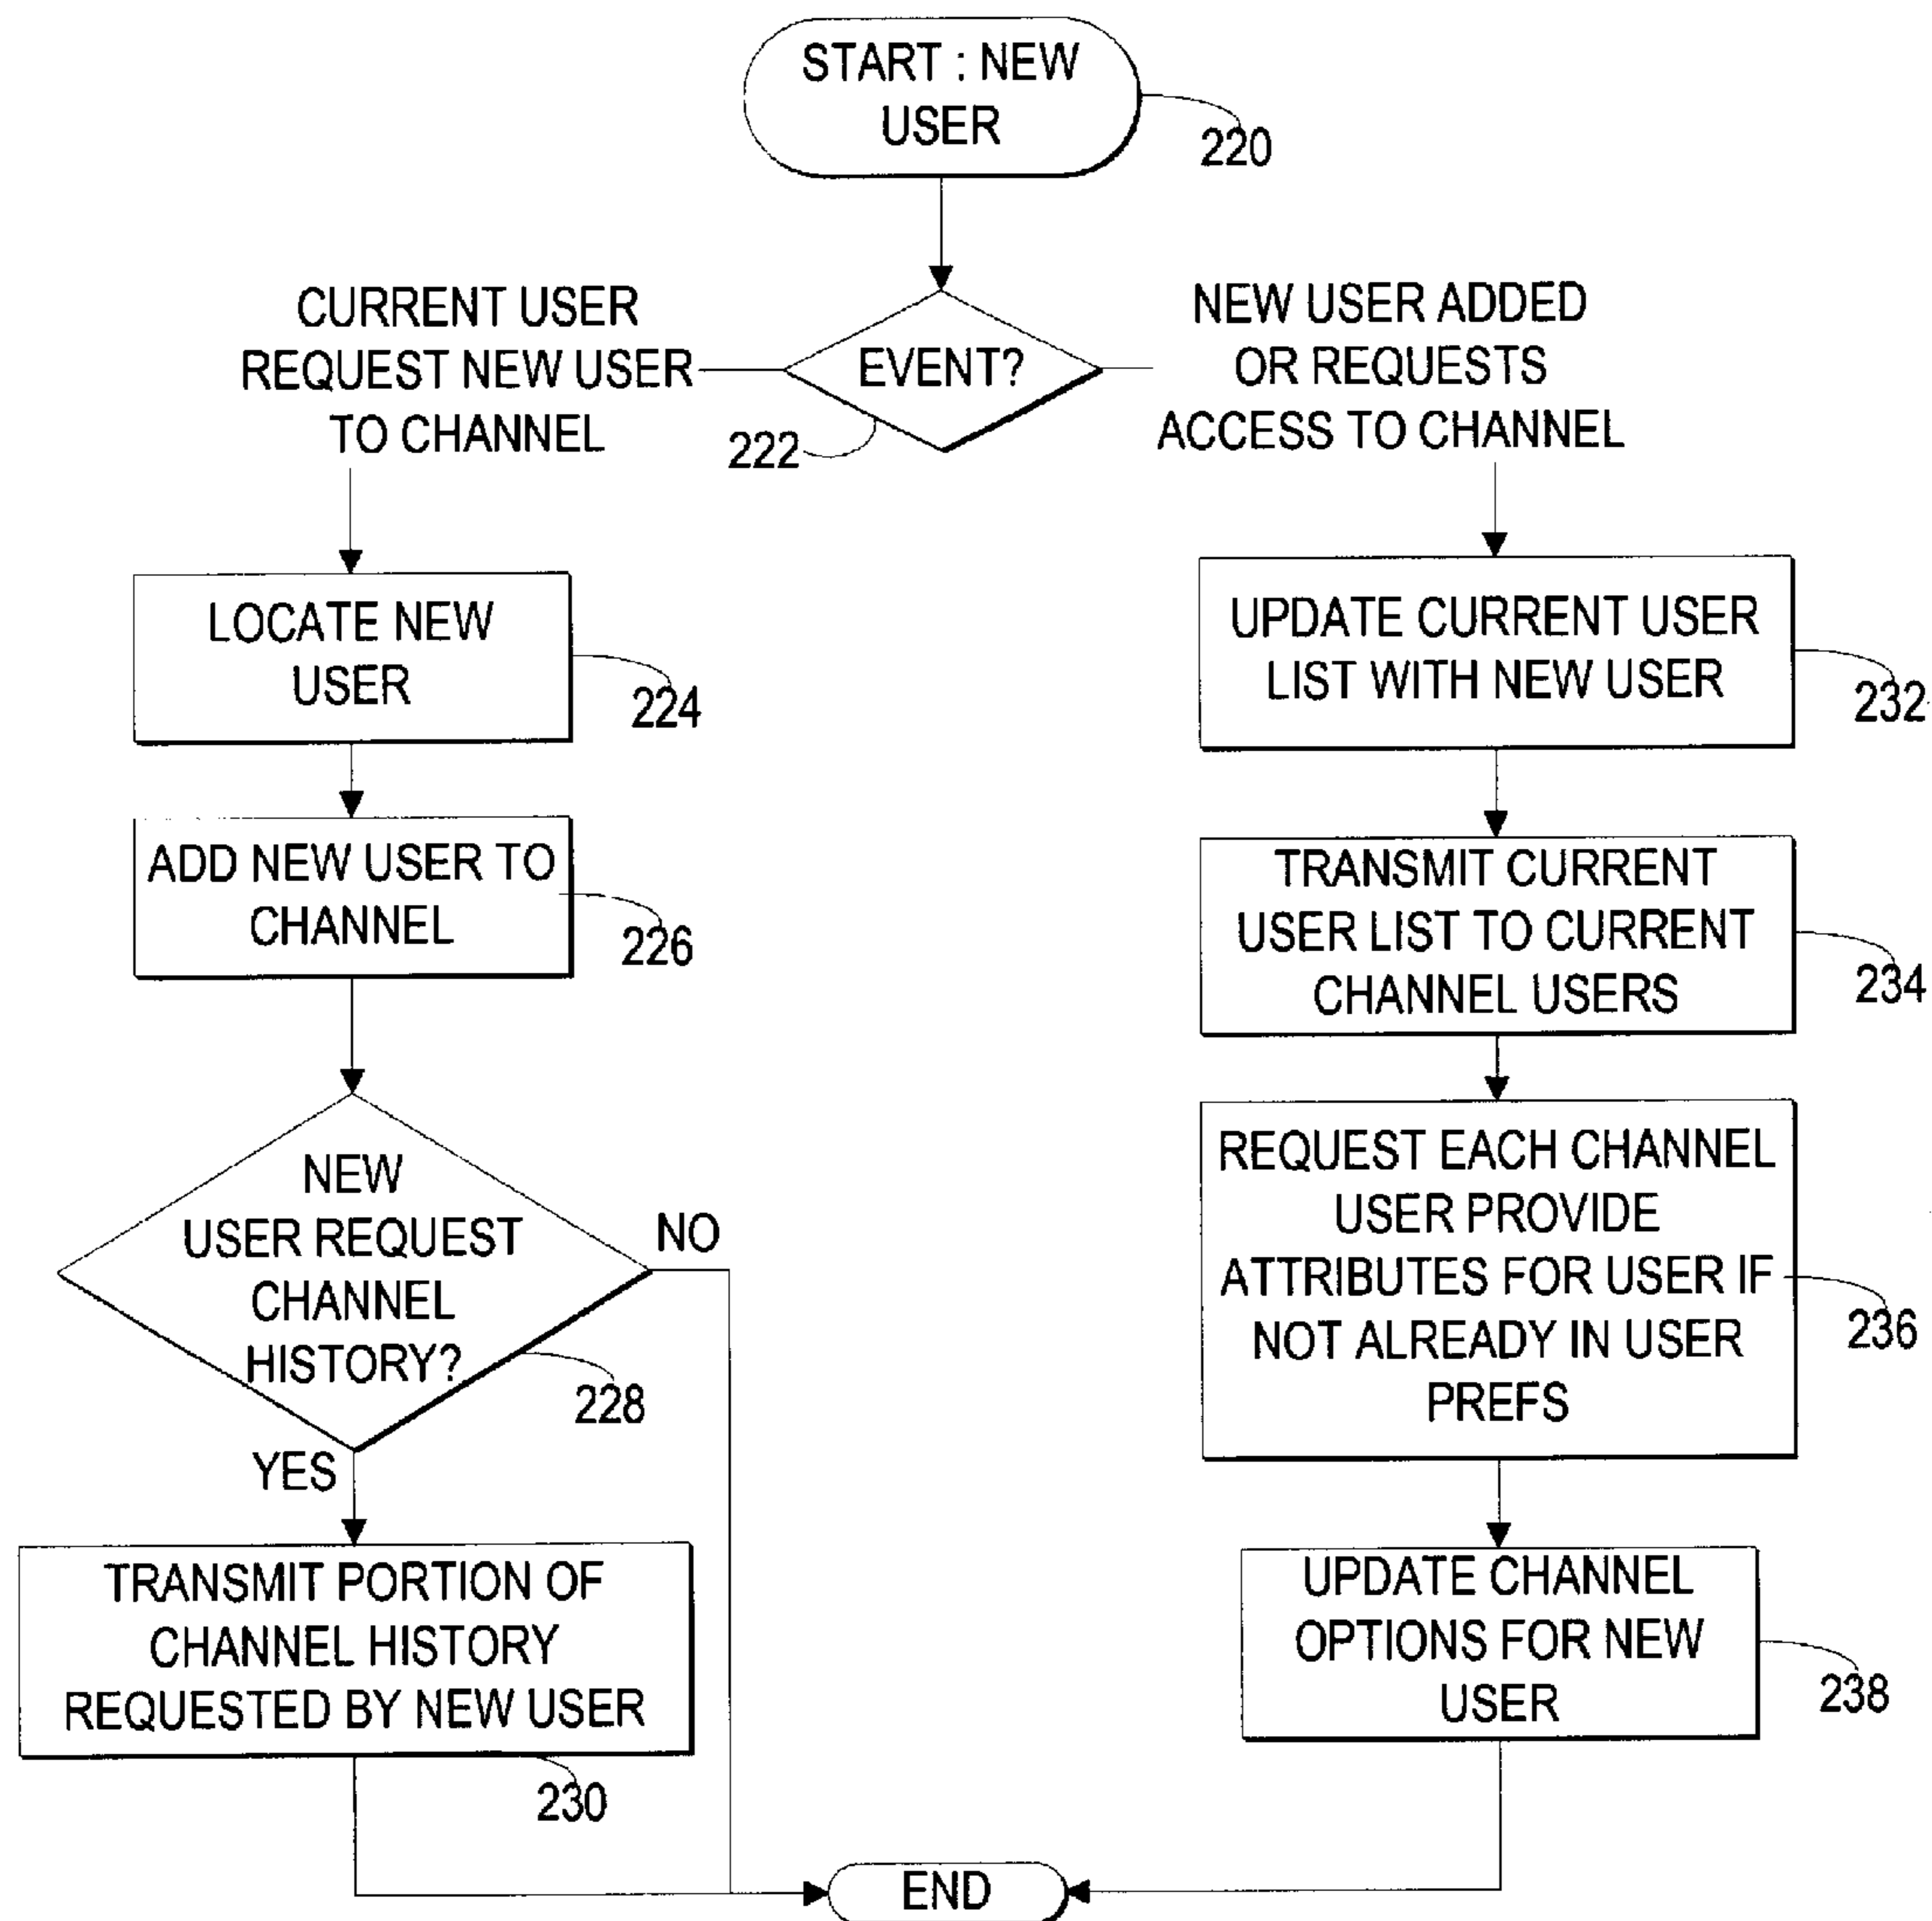 START : NEW
USER
220
CURRENT USER
REQUEST NEW USER
TO CHANNEL
EVENT?
222
NEW USER ADDED
OR REQUESTS
ACCESS TO CHANNEL
LOCATE NEW
USER
224
ADD NEW USER TO
CHANNEL
226
NEW
USER REQUEST
CHANNEL
HISTORY?
228
NO
YES
TRANSMIT PORTION OF
CHANNEL HISTORY
REQUESTED BY NEW USER
230
UPDATE CURRENT USER
LIST WITH NEW USER
232
TRANSMIT CURRENT
USER LIST TO CURRENT
CHANNEL USERS
234
REQUEST EACH CHANNEL
USER PROVIDE
ATTRIBUTES FOR USER IF
NOT ALREADY IN USER
PREFS
236
UPDATE CHANNEL
OPTIONS FOR NEW
USER
238
END